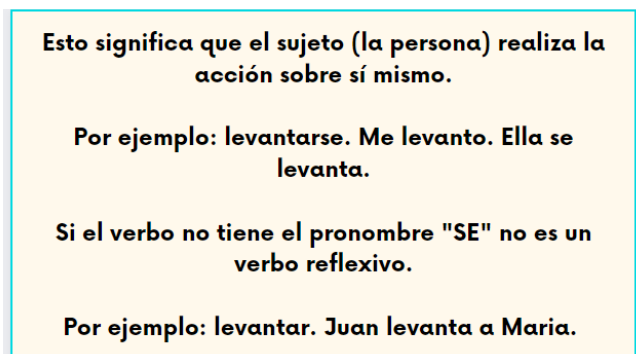 Esto significa que el sujeto (la persona) realiza la
acción sobre sí mismo.
Por ejemplo: levantarse. Me levanto. Ella se
levanta.
Si el verbo no tiene el pronombre "SE" no es un
verbo reflexivo.
Por ejemplo: levantar. Juan levanta a Maria.